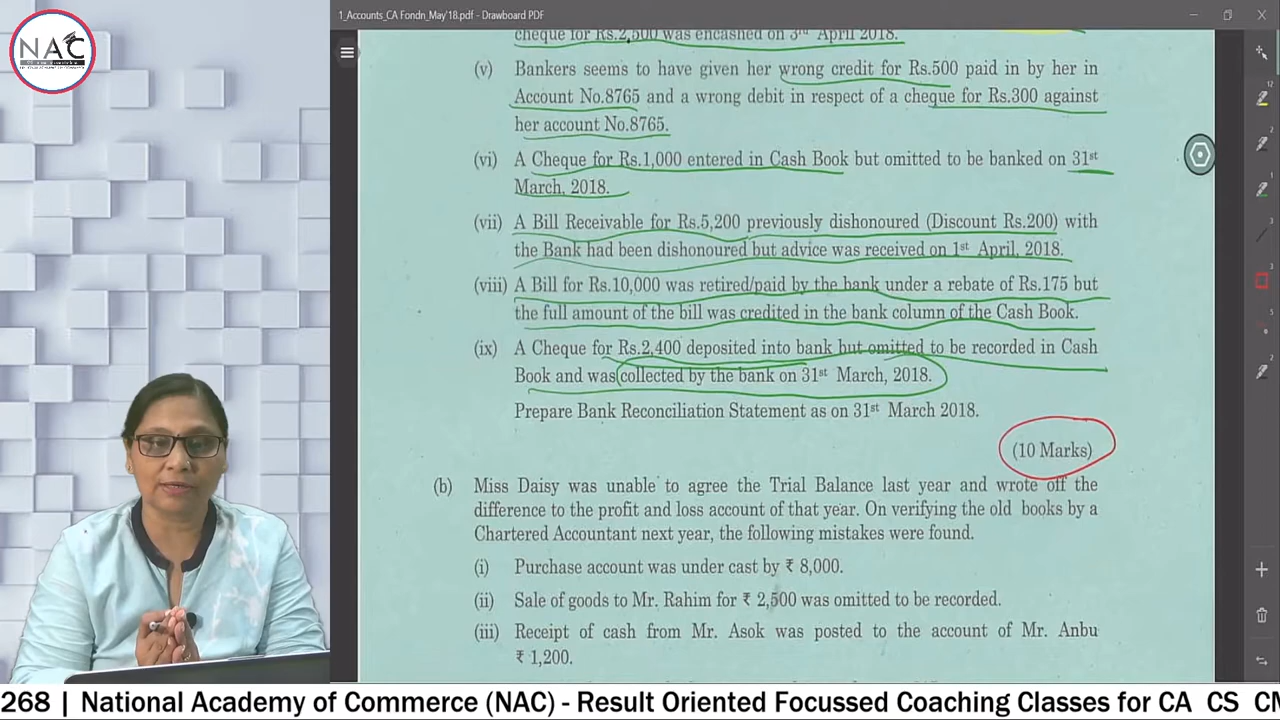 1_Accounts_CA Fondn_May'18.pdf - Drawboard PDF
NAC
cheque for Rs.2,500 was encashed on 3rd April 2018.
(v) Bankers seems to have given her wrong credit for Rs.500 paid in by her in
Account No.8765 and a wrong debit in respect of a cheque for Rs.300 against
her account No.8765.
(vi) A Cheque for Rs.1,000 entered in Cash Book but omitted to be banked on 31st
March, 2018.
(vii) A Bill Receivable for Rs.5,200 previously dishonoured (Discount Rs.200) with
the Bank had been dishonoured but advice was received on 1st April, 2018.
(viii) A Bill for Rs.10,000 was retired/paid by the bank under a rebate of Rs.175 but
the full amount of the bill was credited in the bank column of the Cash Book.
(ix) A Cheque for Rs.2,400 deposited into bank but omitted to be recorded in Cash
Book and was collected by the bank on 31st March, 2018.
Prepare Bank Reconciliation Statement as on 31st March 2018.
(10 Marks)
(b) Miss Daisy was unable to agree the Trial Balance last year and wrote off the
difference to the profit and loss account of that year. On verifying the old books by a
Chartered Accountant next year, the following mistakes were found.
(i) Purchase account was under cast by ₹ 8,000.
(ii) Sale of goods to Mr. Rahim for ₹ 2,500 was omitted to be recorded.
(iii) Receipt of cash from Mr. Asok was posted to the account of Mr. Anbu
₹ 1,200.
268 | National Academy of Commerce (NAC) - Result Oriented Focussed Coaching Classes for CA CS CM